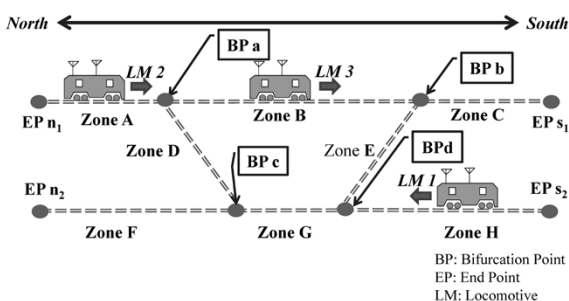 North South
BP a BP b
LM 2 LM 3
EP n1 Zone A Zone B Zone C EP s1
Zone D Zone E
BP c BPd
EP n2 LM 1 EP s2
Zone F Zone G Zone H
BP: Bifurcation Point
EP: End Point
LM: Locomotive